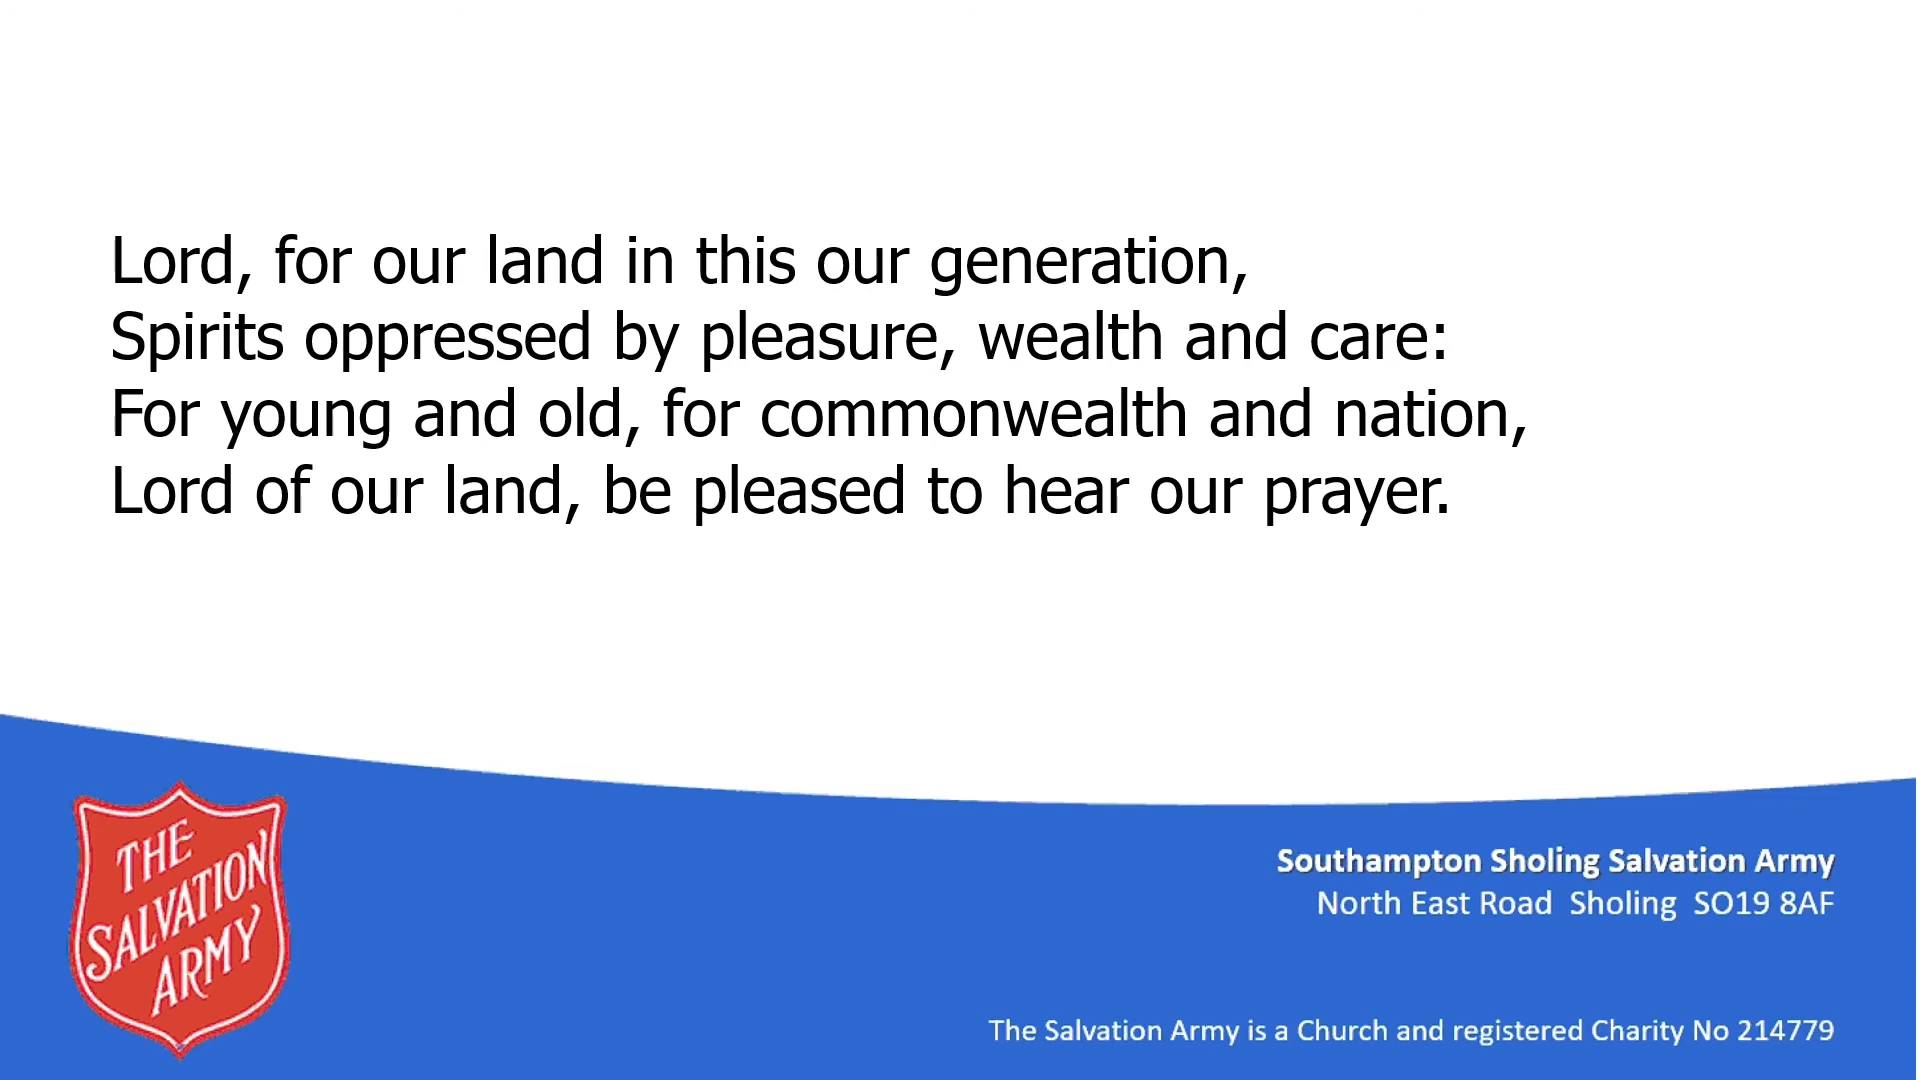 Lord, for our land in this our generation,
Spirits oppressed by pleasure, wealth and care:
For young and old, for commonwealth and nation,
Lord of our land, be pleased to hear our prayer.
THE
SALVATION
ARMY
Southampton Sholing Salvation Army
North East Road  Sholing  SO19 8AF
The Salvation Army is a Church and registered Charity No 214779